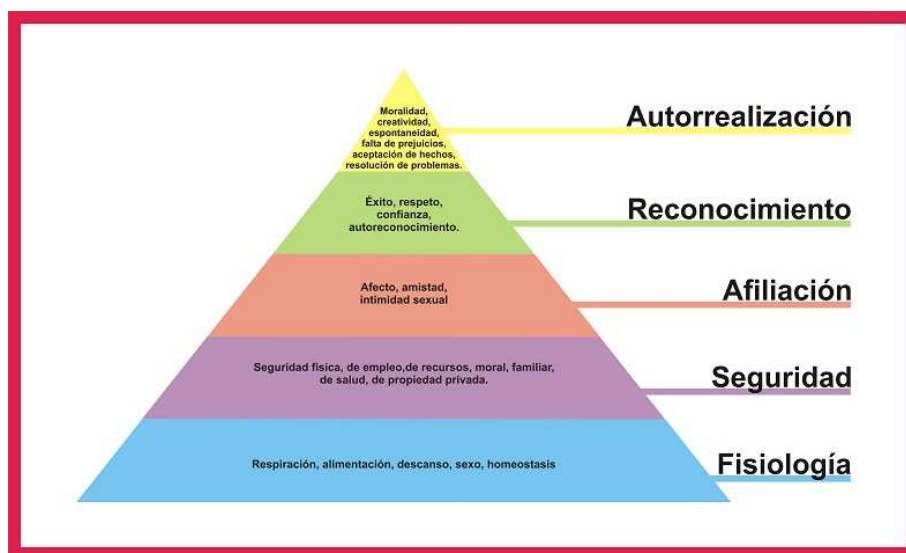 Moralidad,
creatividad,
espontaneidad,
falta de prejuicios,
aceptación de hechos,
resolución de problemas.
Autorrealización
Éxito, respeto,
confianza,
autoreconocimiento.
Reconocimiento
Afecto, amistad,
intimidad sexual
Afiliación
Seguridad física, de empleo,de recursos, moral, familiar,
de salud, de propiedad privada.
Seguridad
Respiración, alimentación, descanso, sexo, homeostasis
Fisiología